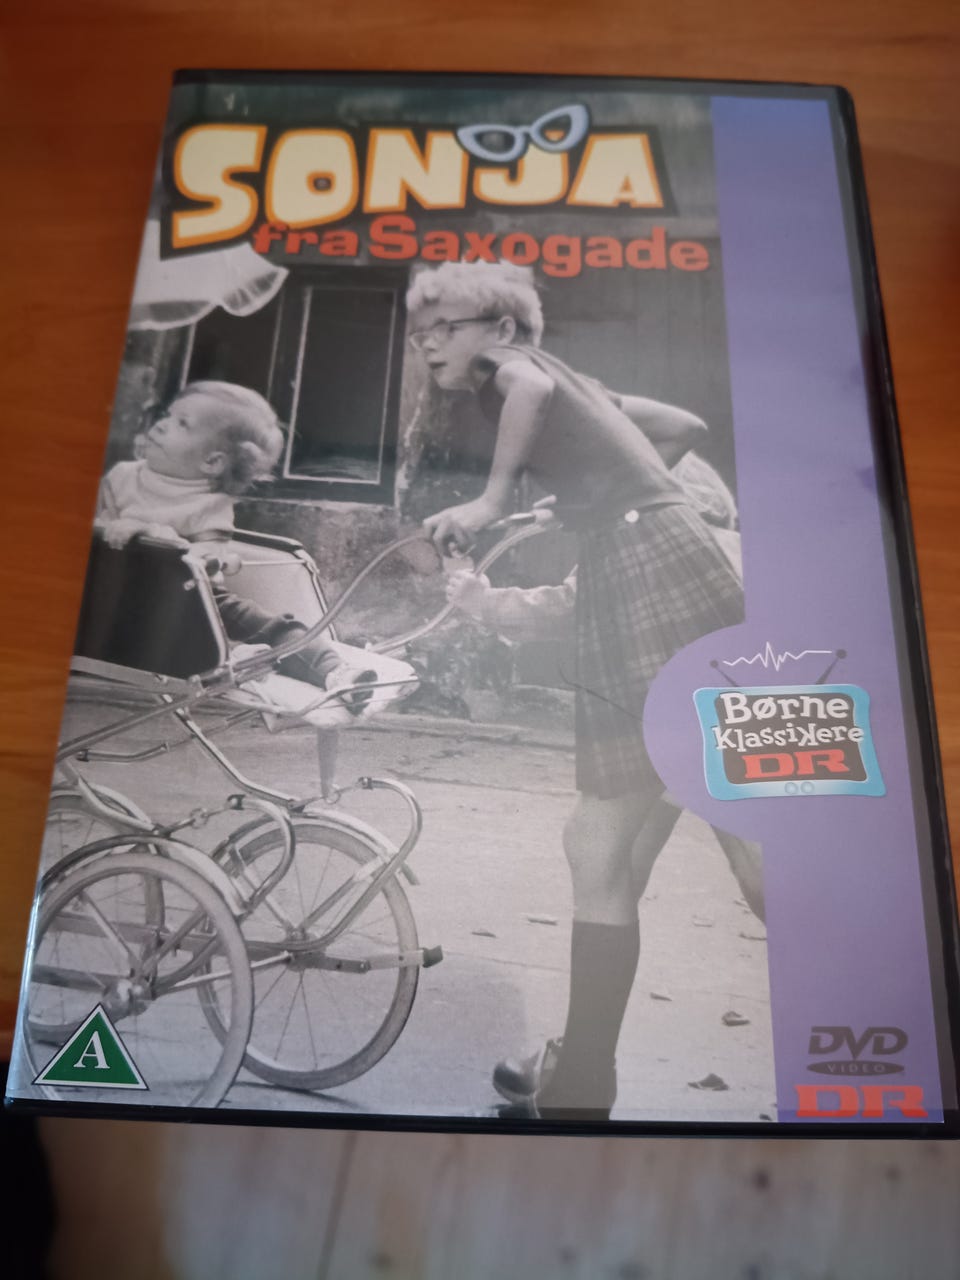 SONJA
fra Saxogade
Børne
Klassikere
DR
A
DVD
VIDEO
DR